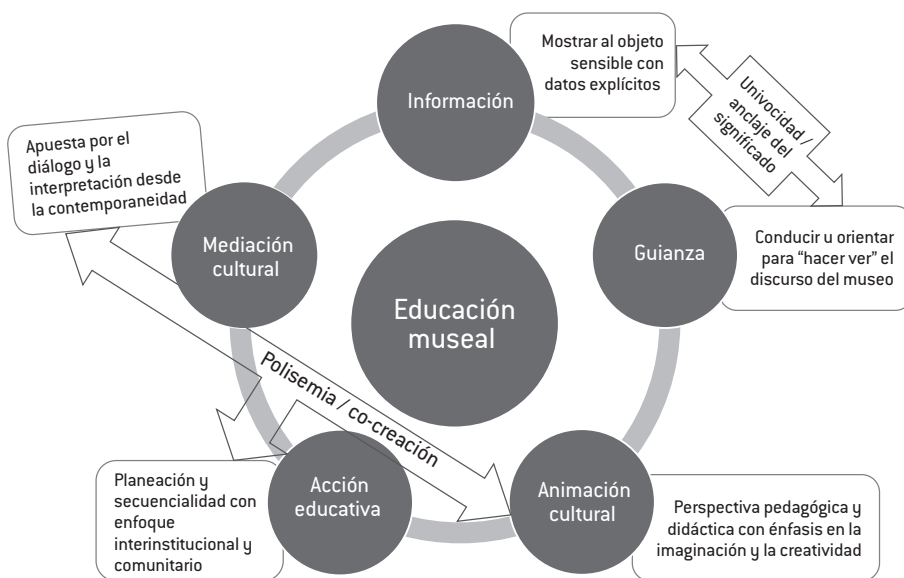 Información
Mostrar al objeto
sensible con
datos explícitos
Univocidad /
anclaje del
significado
Guianza
Conducir u orientar
para “hacer ver” el
discurso del museo
Animación
cultural
Perspectiva pedagógica y
didáctica con énfasis en la
imaginación y la creatividad
Acción
educativa
Planeación y
secuencialidad con
enfoque
interinstitucional y
comunitario
Mediación
cultural
Apuesta por el
diálogo y la
interpretación desde
la contemporaneidad
Polisemia / co-creación
Educación
museal